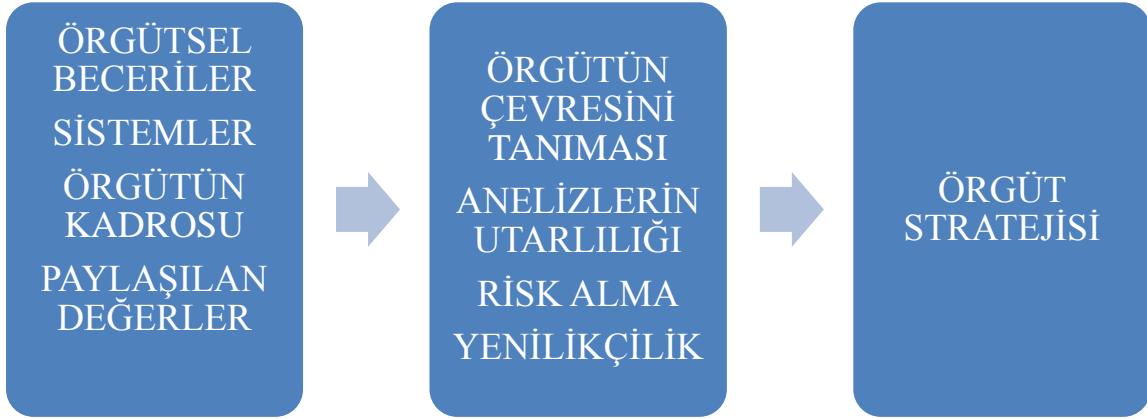 ÖRGÜTSEL
BECERİLER
SİSTEMLER
ÖRGÜTÜN
KADROSU
PAYLAŞILAN
DEĞERLER
ÖRGÜTÜN
ÇEVRESİNİ
TANIMASI
ANELİZLERİN
UTARLILIĞI
RİSK ALMA
YENİLİKÇİLİK
ÖRGÜT
STRATEJİSİ